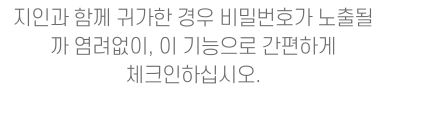 지인과 함께 귀가한 경우 비밀번호가 노출될
까 염려없이, 이 기능으로 간편하게
체크인하십시오.